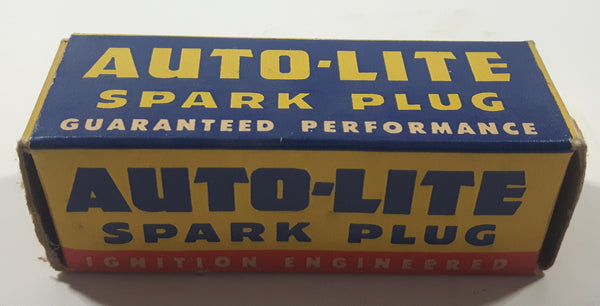 AUTO-LITE
SPARK PLUG
GUARANTEED PERFORMANCE
AUTO-LITE
SPARK PLUG
IGNITION ENGINEERED